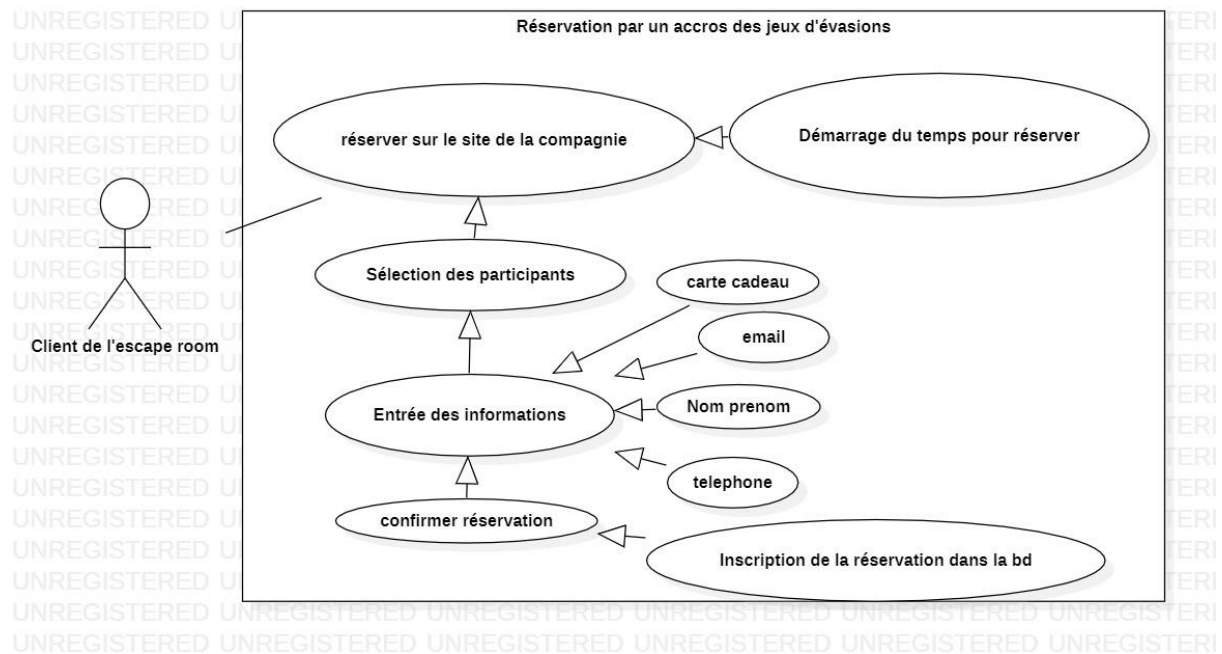 Réservation par un accros des jeux d'évasions
réserver sur le site de la compagnie
Démarrage du temps pour réserver
Sélection des participants
carte cadeau
email
Client de l'escape room
Entrée des informations
Nom prenom
telephone
confirmer réservation
Inscription de la réservation dans la bd
UNREGISTERED UNREGISTERED UNREGISTERED UNREGISTERED UNREGISTERED UNREGISTERED